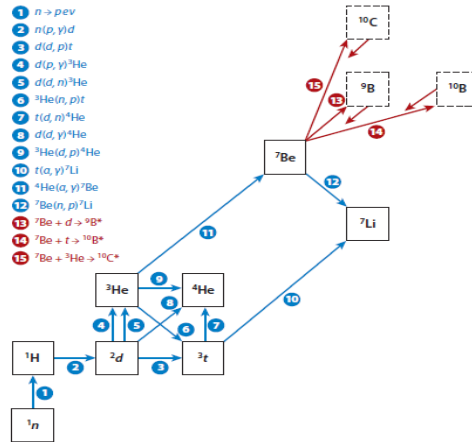 1 n → p e v
2 n(p, γ)d
3 d(d, p)t
4 d(p, γ)³He
5 d(d, n)³He
6 ³He(n, p)t
7 t(d, n)⁴He
8 d(d, γ)⁴He
9 ³He(d, p)⁴He
10 t(α, γ)⁷Li
11 ⁴He(α, γ)⁷Be
12 ⁷Be(n, p)⁷Li
13 ⁷Be + d → ⁹B*
14 ⁷Be + t → ¹⁰B*
15 ⁷Be + ³He → ¹⁰C*
¹⁰C
15
13
⁹B
¹⁰B
14
⁷Be
12
⁷Li
11
10
³He
9
⁴He
8
4
5
6
7
¹H
2
²d
3
³t
1
¹n